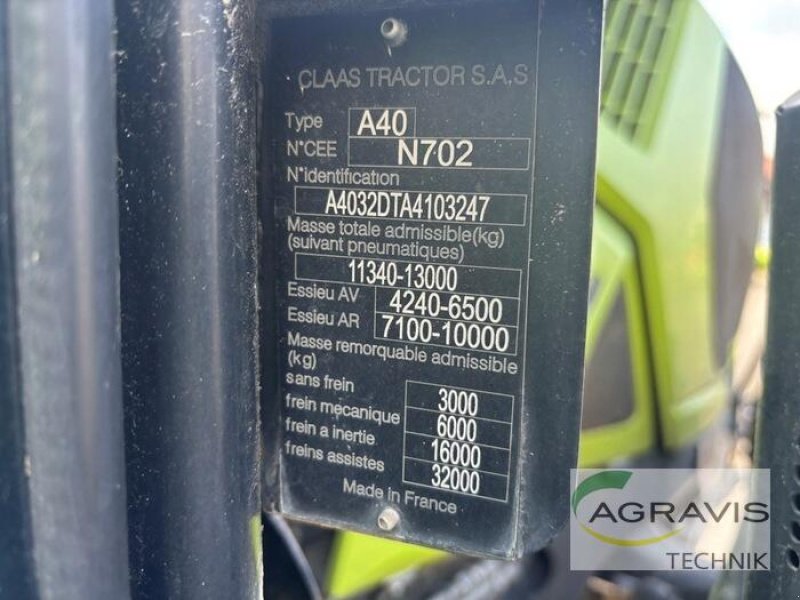 CLAAS TRACTOR S.A.S
Type A40
N°CEE N702
N°identification
A4032DTA4103247
Masse totale admissible(kg)
(suivant pneumatiques)
11340-13000
Essieu AV 4240-6500
Essieu AR 7100-10000
Masse remorquable admissible
(kg)
sans frein 3000
frein mecanique 6000
frein a inertie 16000
freins assistes 32000
Made in France
AGRAVIS
TECHNIK